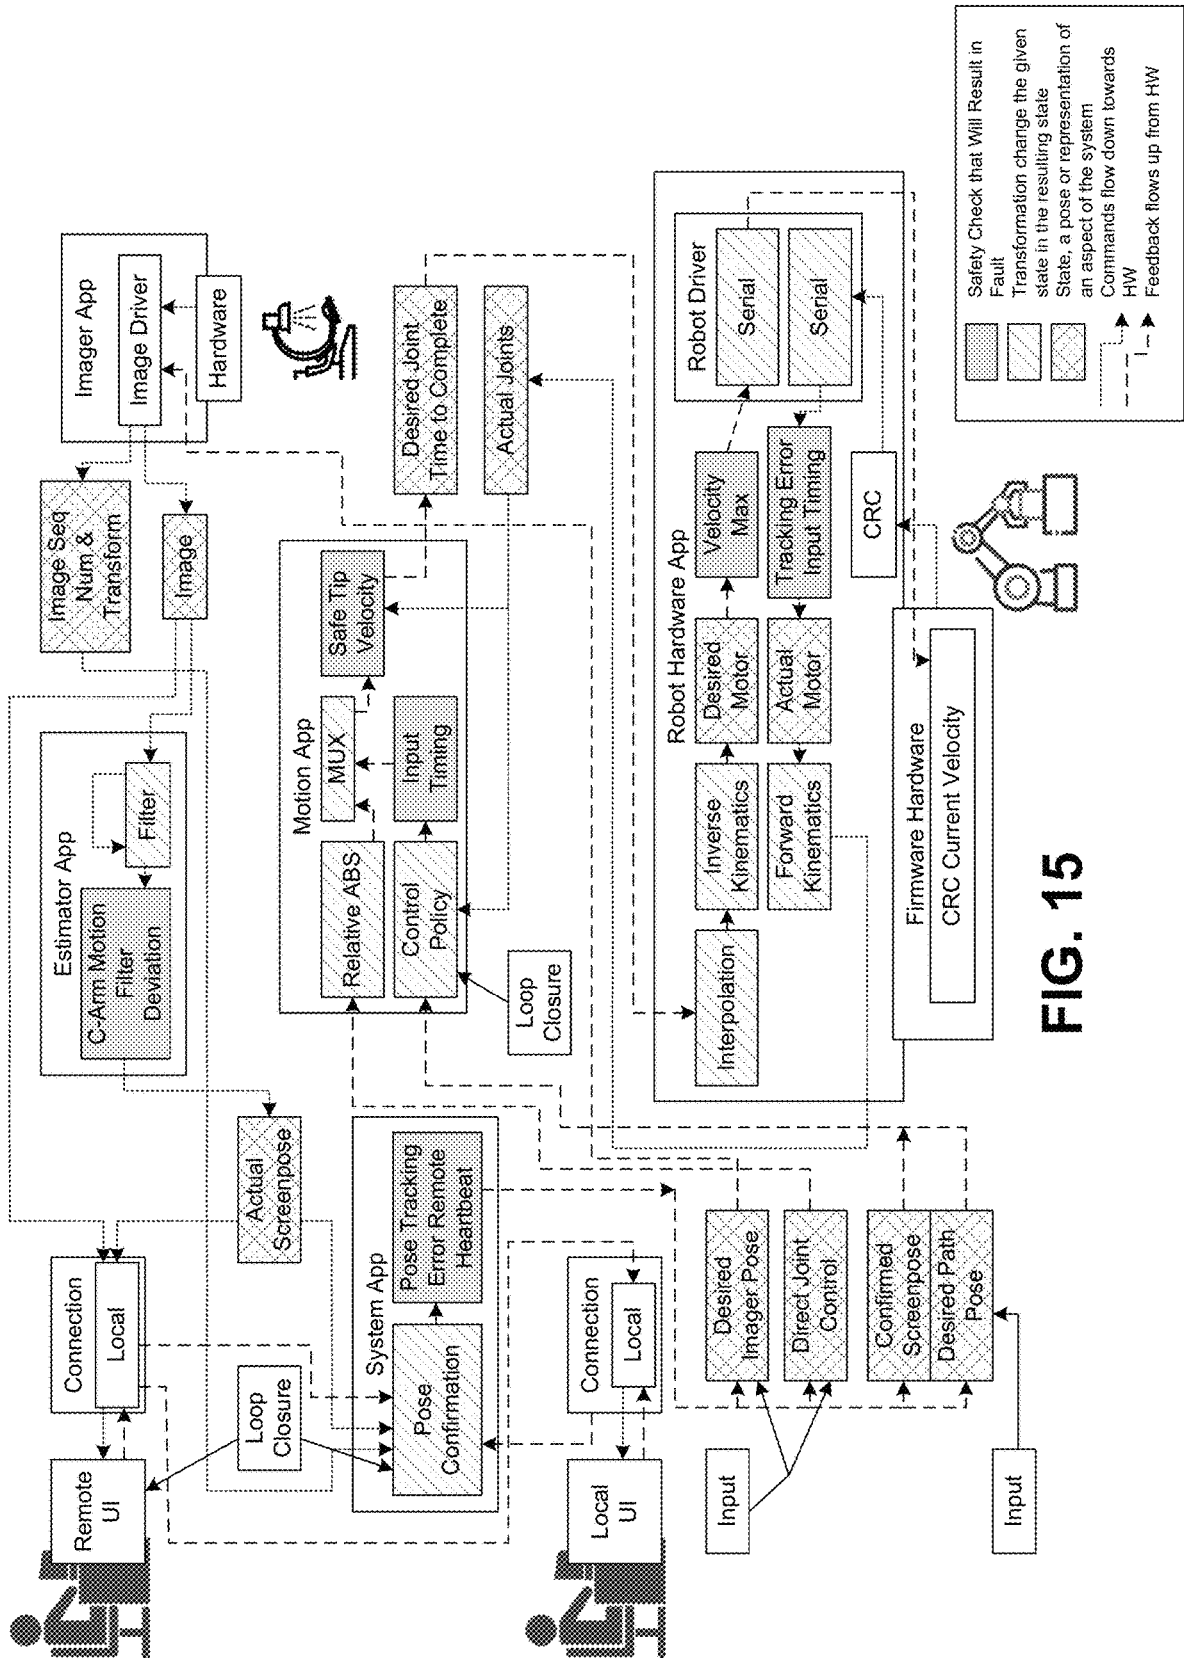 Remote
UI
Connection
Local
Actual
Screenpose
Estimator App
C-Arm Motion
Filter
Deviation
Filter
Image Seq
Num &
Transform
Image
Imager App
Image Driver
Hardware
Loop
Closure
System App
Pose
Confirmation
Pose Tracking
Error Remote
Heartbeat
Motion App
Relative ABS
MUX
Safe Tip
Velocity
Control
Policy
Input
Timing
Desired Joint
Time to Complete
Actual Joints
Loop
Closure
Local
UI
Connection
Local
Input
Desired
Imager Pose
Direct Joint
Control
Confirmed
Screenpose
Desired Path
Pose
Input
Robot Hardware App
Interpolation
Inverse
Kinematics
Desired
Motor
Velocity
Max
Robot Driver
Serial
Forward
Kinematics
Actual
Motor
Tracking Error
Input Timing
Serial
CRC
Firmware Hardware
CRC Current Velocity
Safety Check that Will Result in
Fault
Transformation change the given
state in the resulting state
State, a pose or representation of
an aspect of the system
Commands flow down towards
HW
Feedback flows up from HW
FIG. 15